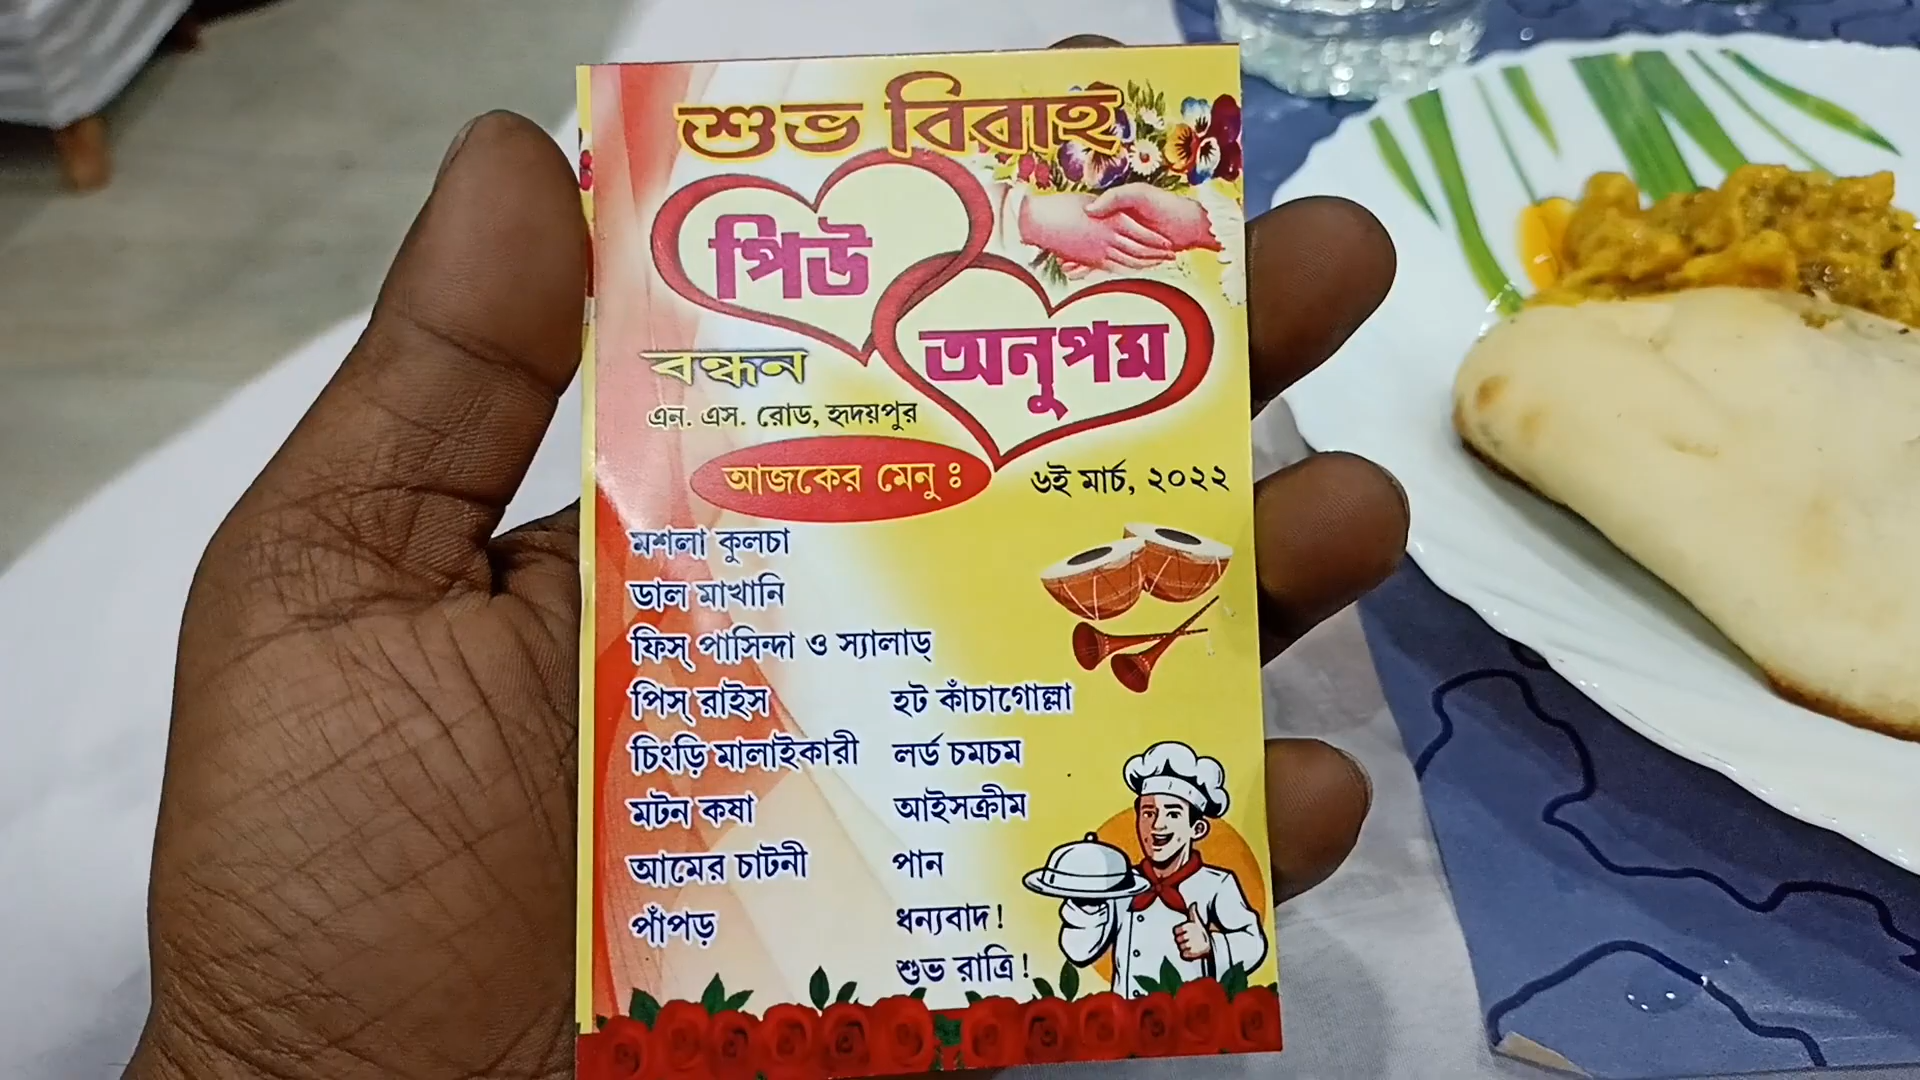 শুভ বিবাহ
পিউ
অনুপম
বন্ধন
এন. এস. রোড, হৃদয়পুর
আজকের মেনু ঃ
৬ই মার্চ, ২০২২
মশলা কুলচা
ডাল মাখানি
ফিস্ পাসিন্দা ও স্যালাড্
পিস্ রাইস
চিংড়ি মালাইকারী
মটন কষা
আমের চাটনী
পাঁপড়
হট কাঁচাগোল্লা
লর্ড চমচম
আইসক্রীম
পান
ধন্যবাদ!
শুভ রাত্রি!